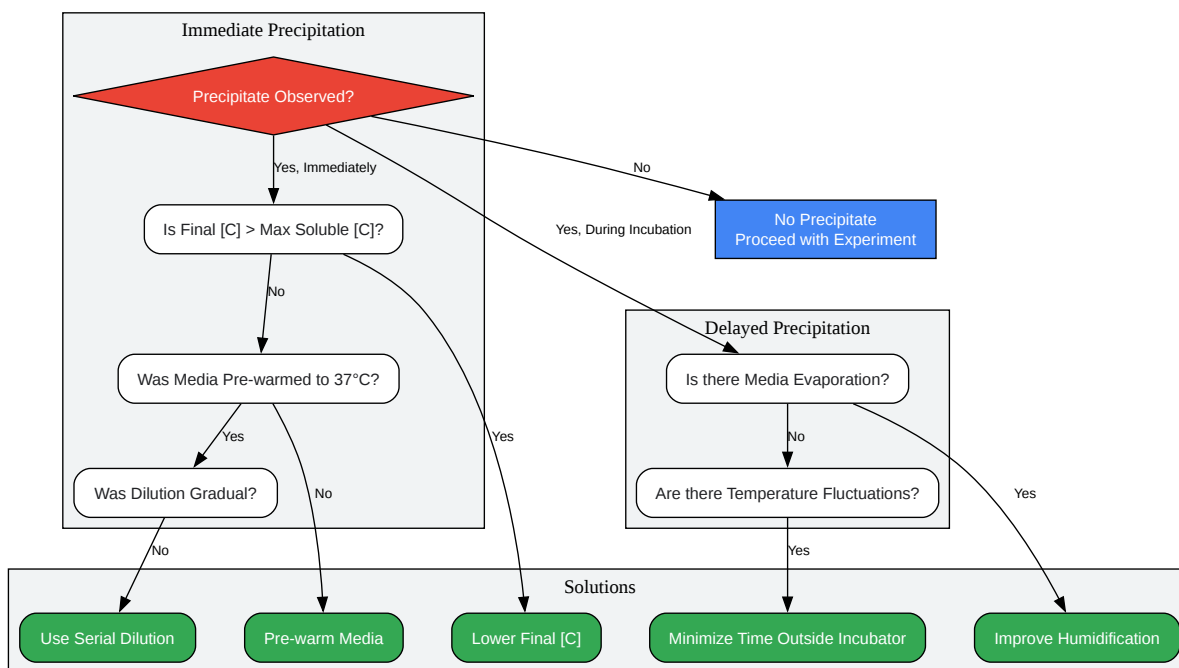 Immediate Precipitation
Precipitate Observed?
Yes, Immediately
No
Is Final [C] > Max Soluble [C]?
No Precipitate
Proceed with Experiment
Yes, During Incubation
No
Delayed Precipitation
Was Media Pre-warmed to 37°C?
Is there Media Evaporation?
Yes
Yes
No
No
Was Dilution Gradual?
Are there Temperature Fluctuations?
Yes
No
Yes
Solutions
Use Serial Dilution
Pre-warm Media
Lower Final [C]
Minimize Time Outside Incubator
Improve Humidification